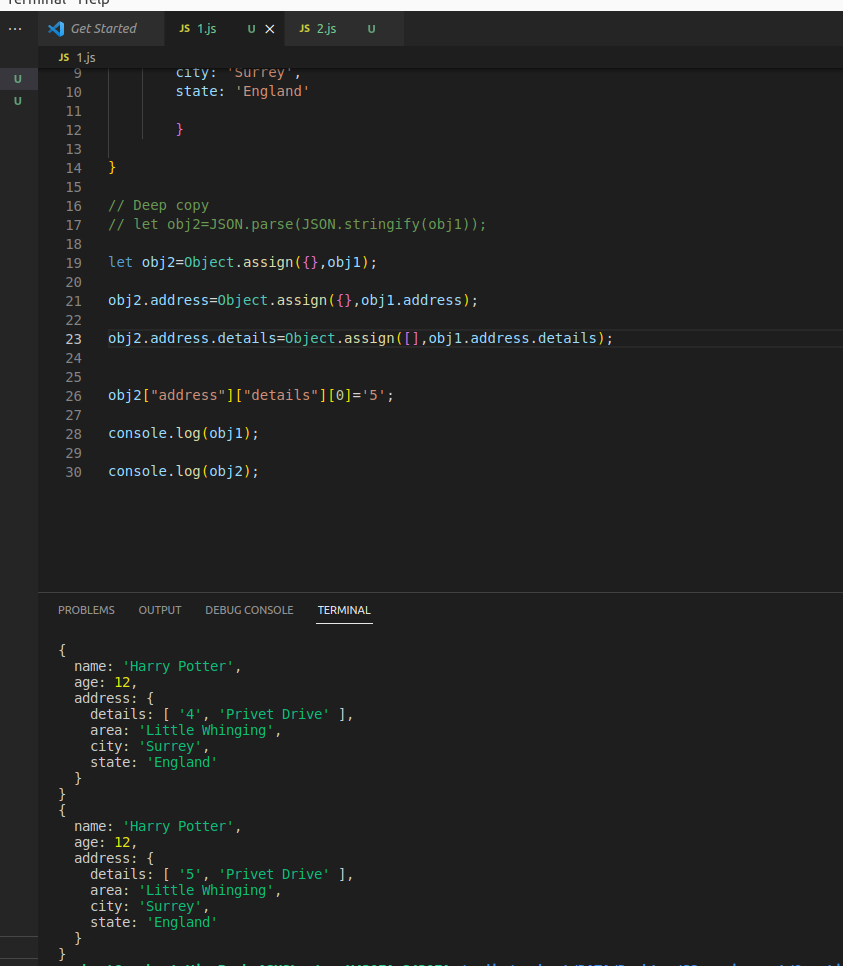 Terminal Help
··· Get Started JS 1.js U × JS 2.js U
JS 1.js
U
U
9 city: 'Surrey',
10 state: 'England'
11
12 }
13
14 }
15
16 // Deep copy
17 // let obj2=JSON.parse(JSON.stringify(obj1));
18
19 let obj2=Object.assign({},obj1);
20
21 obj2.address=Object.assign({},obj1.address);
22
23 obj2.address.details=Object.assign([],obj1.address.details);
24
25
26 obj2["address"]["details"][0]='5';
27
28 console.log(obj1);
29
30 console.log(obj2);
PROBLEMS OUTPUT DEBUG CONSOLE TERMINAL
{
name: 'Harry Potter',
age: 12,
address: {
details: [ '4', 'Privet Drive' ],
area: 'Little Whinging',
city: 'Surrey',
state: 'England'
}
}
{
name: 'Harry Potter',
age: 12,
address: {
details: [ '5', 'Privet Drive' ],
area: 'Little Whinging',
city: 'Surrey',
state: 'England'
}
}